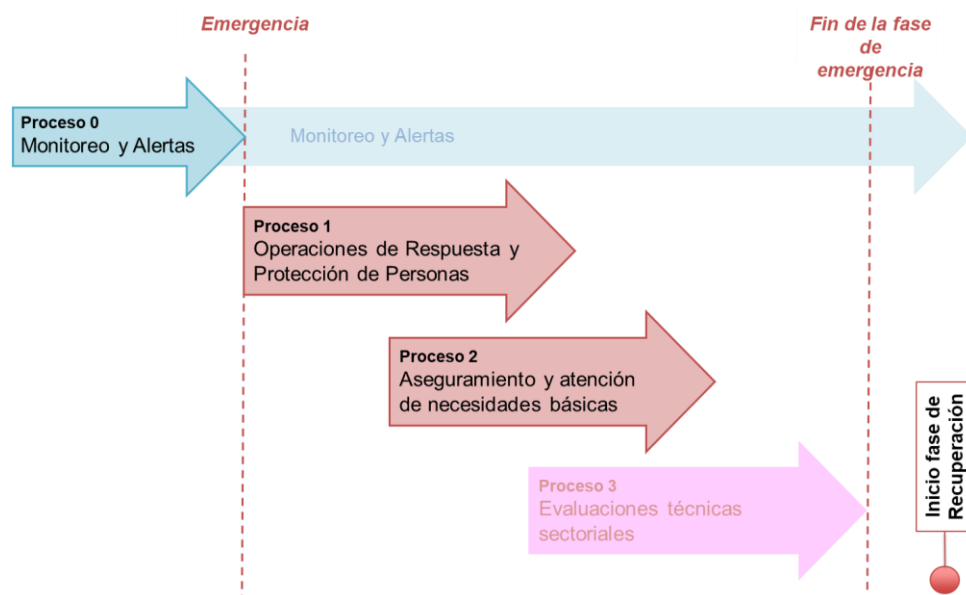 Emergencia
Fin de la fase
de
emergencia
Proceso 0
Monitoreo y Alertas
Monitoreo y Alertas
Proceso 1
Operaciones de Respuesta y
Protección de Personas
Proceso 2
Aseguramiento y atención
de necesidades básicas
Proceso 3
Evaluaciones técnicas
sectoriales
Inicio fase de
Recuperación